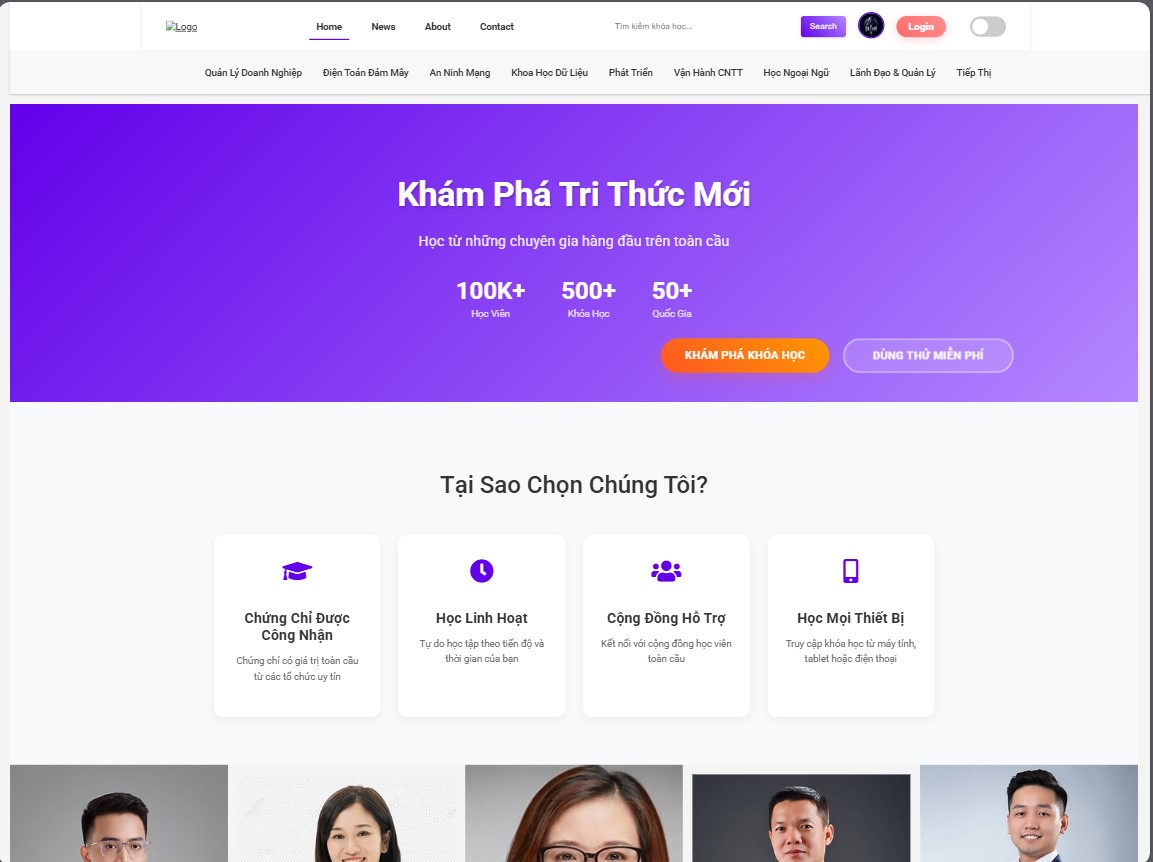 Logo
Home
News
About
Contact
Tìm kiếm khóa học...
Search
Login
Quản Lý Doanh Nghiệp
Điện Toán Đám Mây
An Ninh Mạng
Khoa Học Dữ Liệu
Phát Triển
Vận Hành CNTT
Học Ngoại Ngữ
Lãnh Đạo & Quản Lý
Tiếp Thị
Khám Phá Tri Thức Mới
Học từ những chuyên gia hàng đầu trên toàn cầu
100K+
Học Viên
500+
Khóa Học
50+
Quốc Gia
KHÁM PHÁ KHÓA HỌC
DÙNG THỬ MIỄN PHÍ
Tại Sao Chọn Chúng Tôi?
Chứng Chỉ Được
Công Nhận
Chứng chỉ có giá trị toàn cầu
từ các tổ chức uy tín
Học Linh Hoạt
Tự do học tập theo tiến độ và
thời gian của bạn
Cộng Đồng Hỗ Trợ
Kết nối với cộng đồng học viên
toàn cầu
Học Mọi Thiết Bị
Truy cập khóa học từ máy tính,
tablet hoặc điện thoại